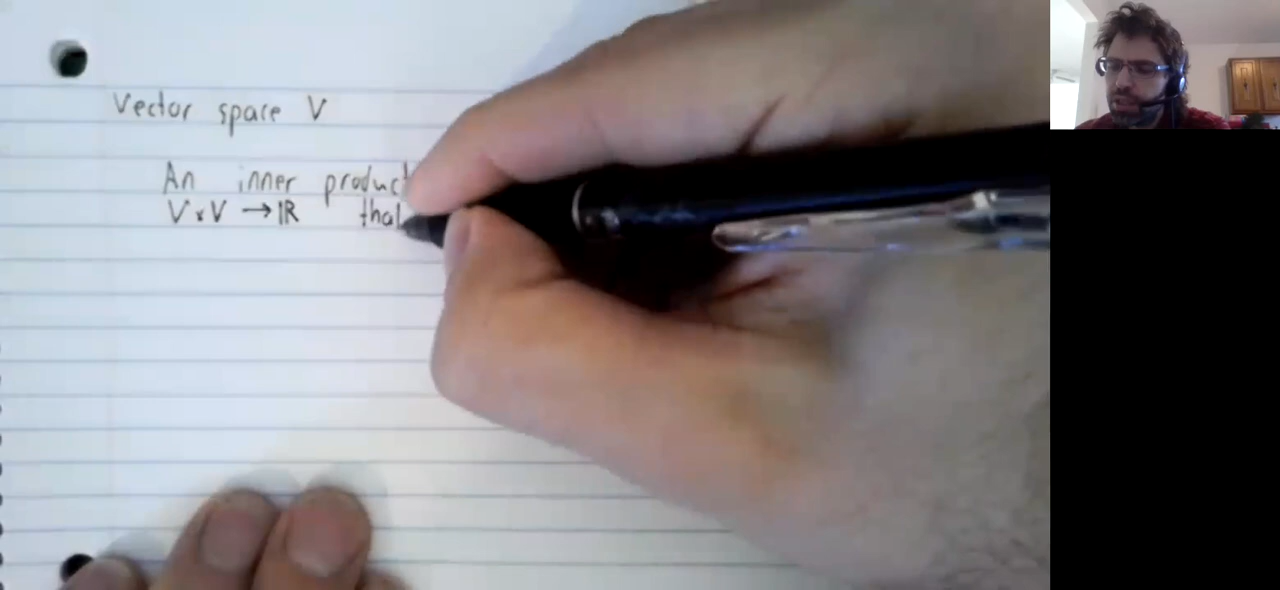 Vector space V
An inner product
V × V → ℝ that